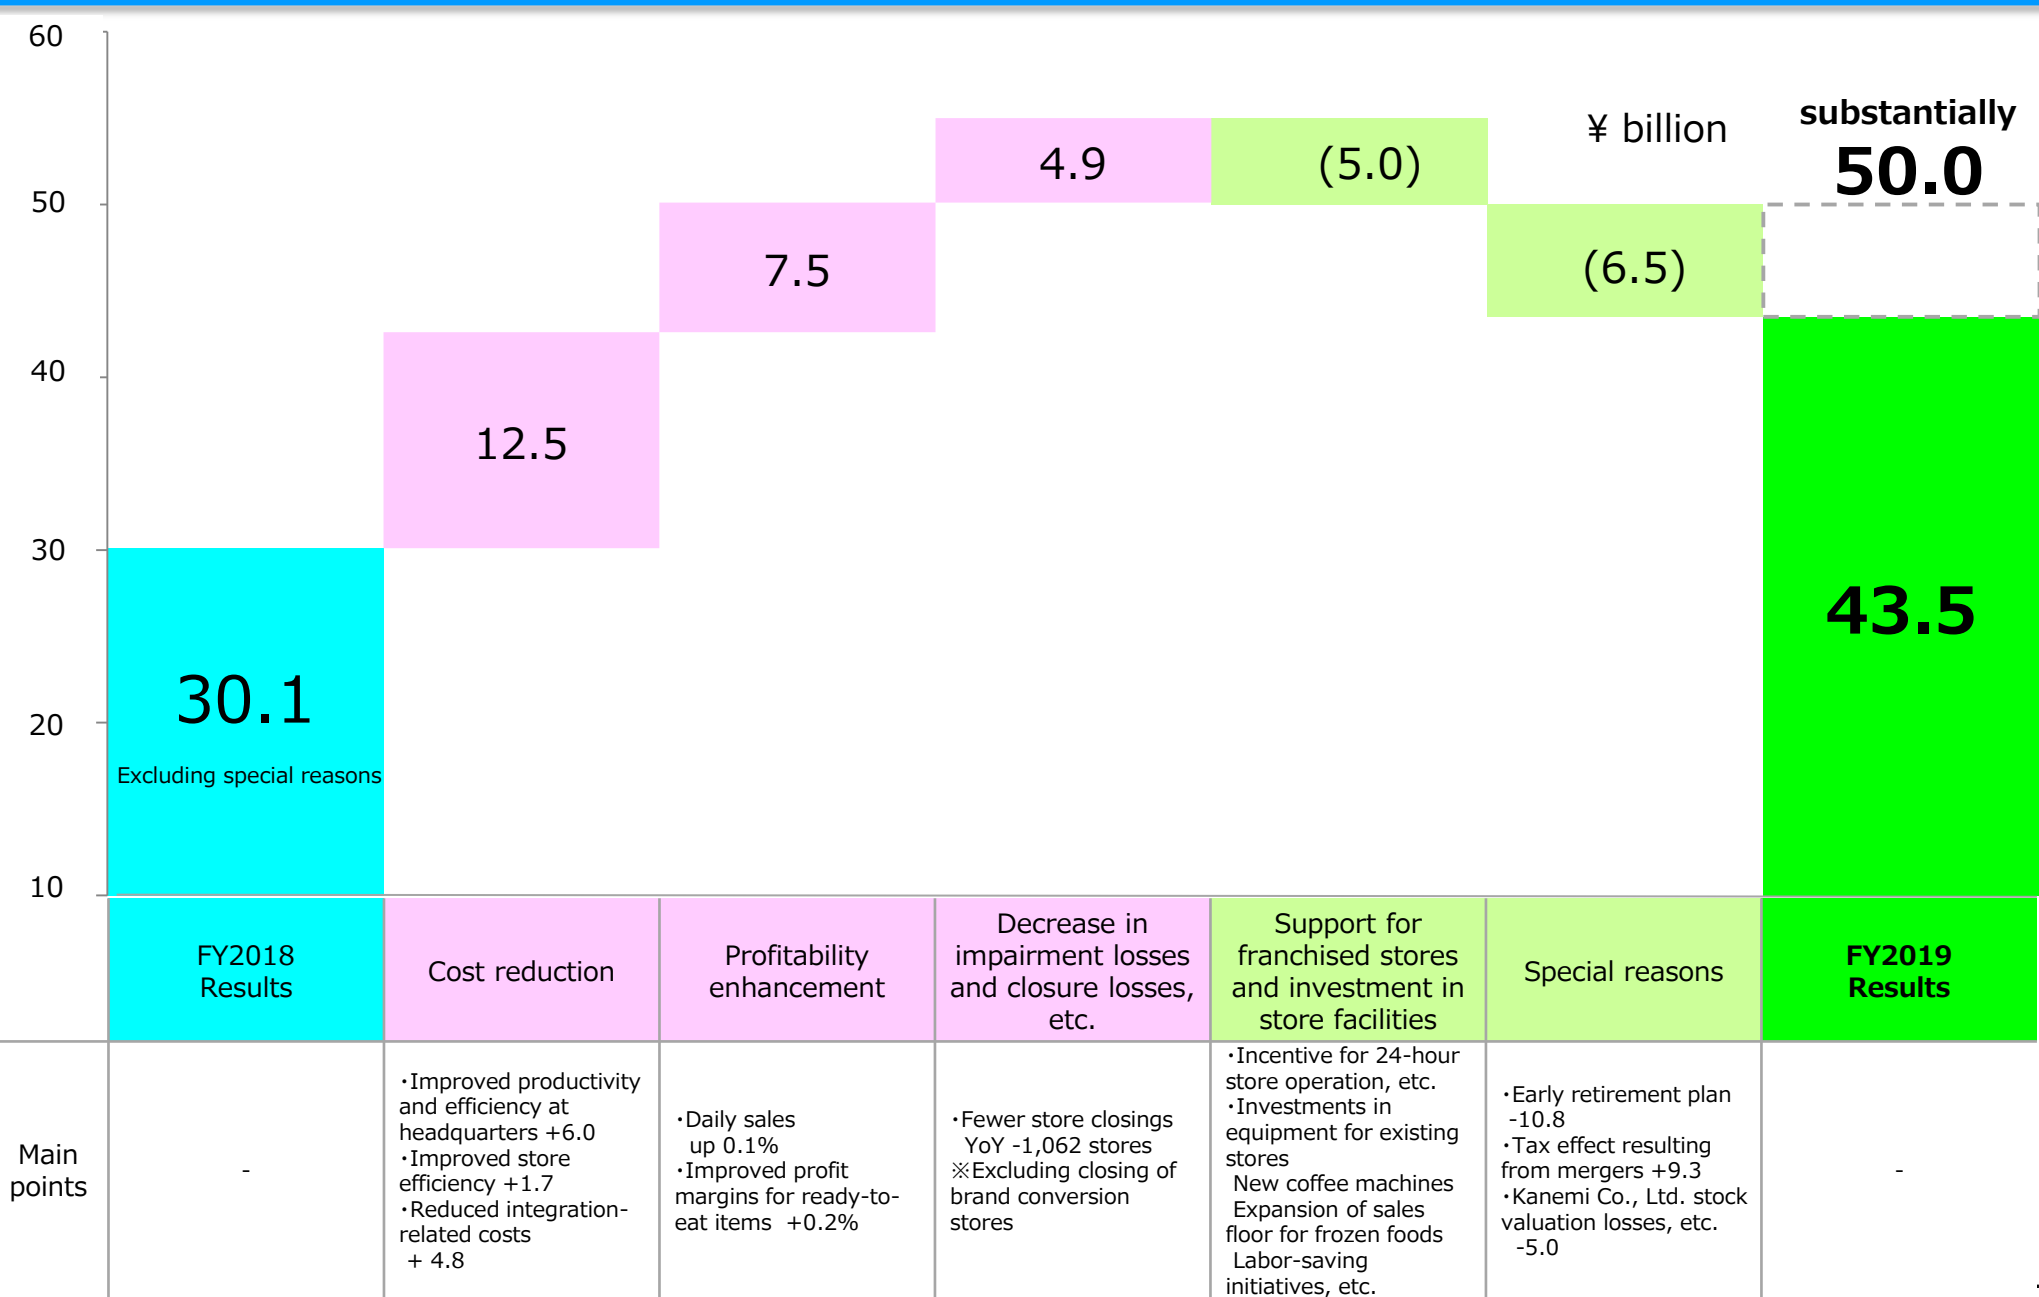 60
50
40
30
20
10
¥ billion
substantially
50.0
4.9
(5.0)
7.5
(6.5)
12.5
43.5
30.1
Excluding special reasons
FY2018
Results
Cost reduction
Profitability
enhancement
Decrease in
impairment losses
and closure losses,
etc.
Support for
franchised stores
and investment in
store facilities
Special reasons
FY2019
Results
Main
points
-
・Improved productivity
and efficiency at
headquarters +6.0
・Improved store
efficiency +1.7
・Reduced integration-
related costs
+ 4.8
・Daily sales
up 0.1%
・Improved profit
margins for ready-to-
eat items +0.2%
・Fewer store closings
YoY -1,062 stores
※Excluding closing of
brand conversion
stores
・Incentive for 24-hour
store operation, etc.
・Investments in
equipment for existing
stores
New coffee machines
Expansion of sales
floor for frozen foods
Labor-saving
initiatives, etc.
・Early retirement plan
-10.8
・Tax effect resulting
from mergers +9.3
・Kanemi Co., Ltd. stock
valuation losses, etc.
-5.0
-